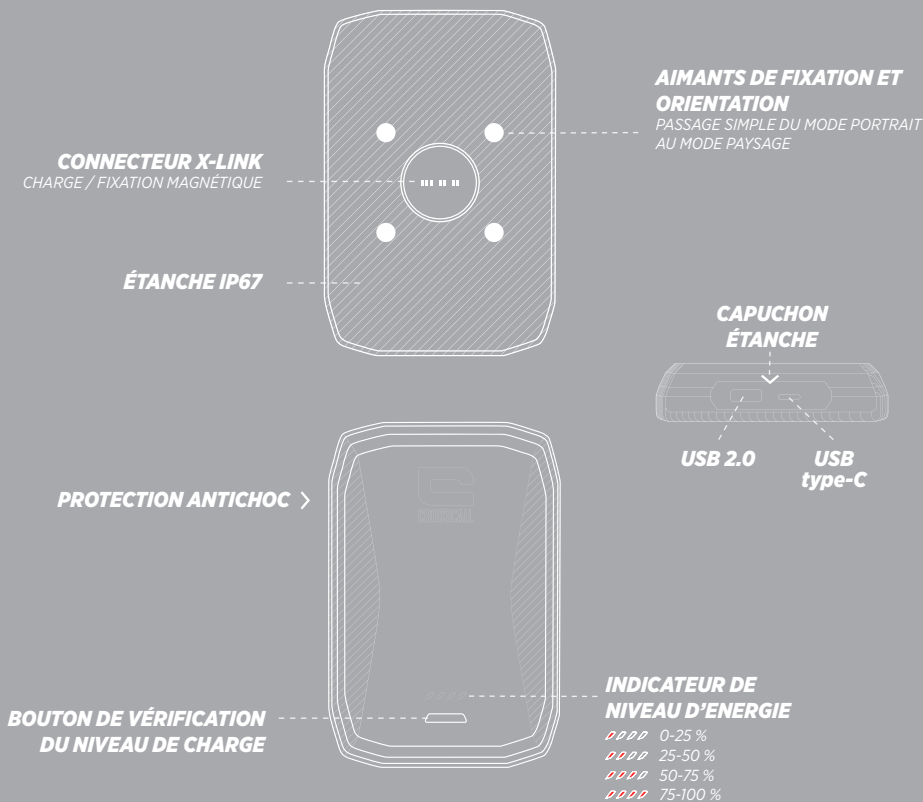 AIMANTS DE FIXATION ET
ORIENTATION
PASSAGE SIMPLE DU MODE PORTRAIT
AU MODE PAYSAGE
CONNECTEUR X-LINK
CHARGE / FIXATION MAGNÉTIQUE
ÉTANCHE IP67
CAPUCHON
ÉTANCHE
USB 2.0
USB
type-C
PROTECTION ANTICHOC
CROSSCALL
BOUTON DE VÉRIFICATION
DU NIVEAU DE CHARGE
INDICATEUR DE
NIVEAU D'ENERGIE
0-25 %
25-50 %
50-75 %
75-100 %